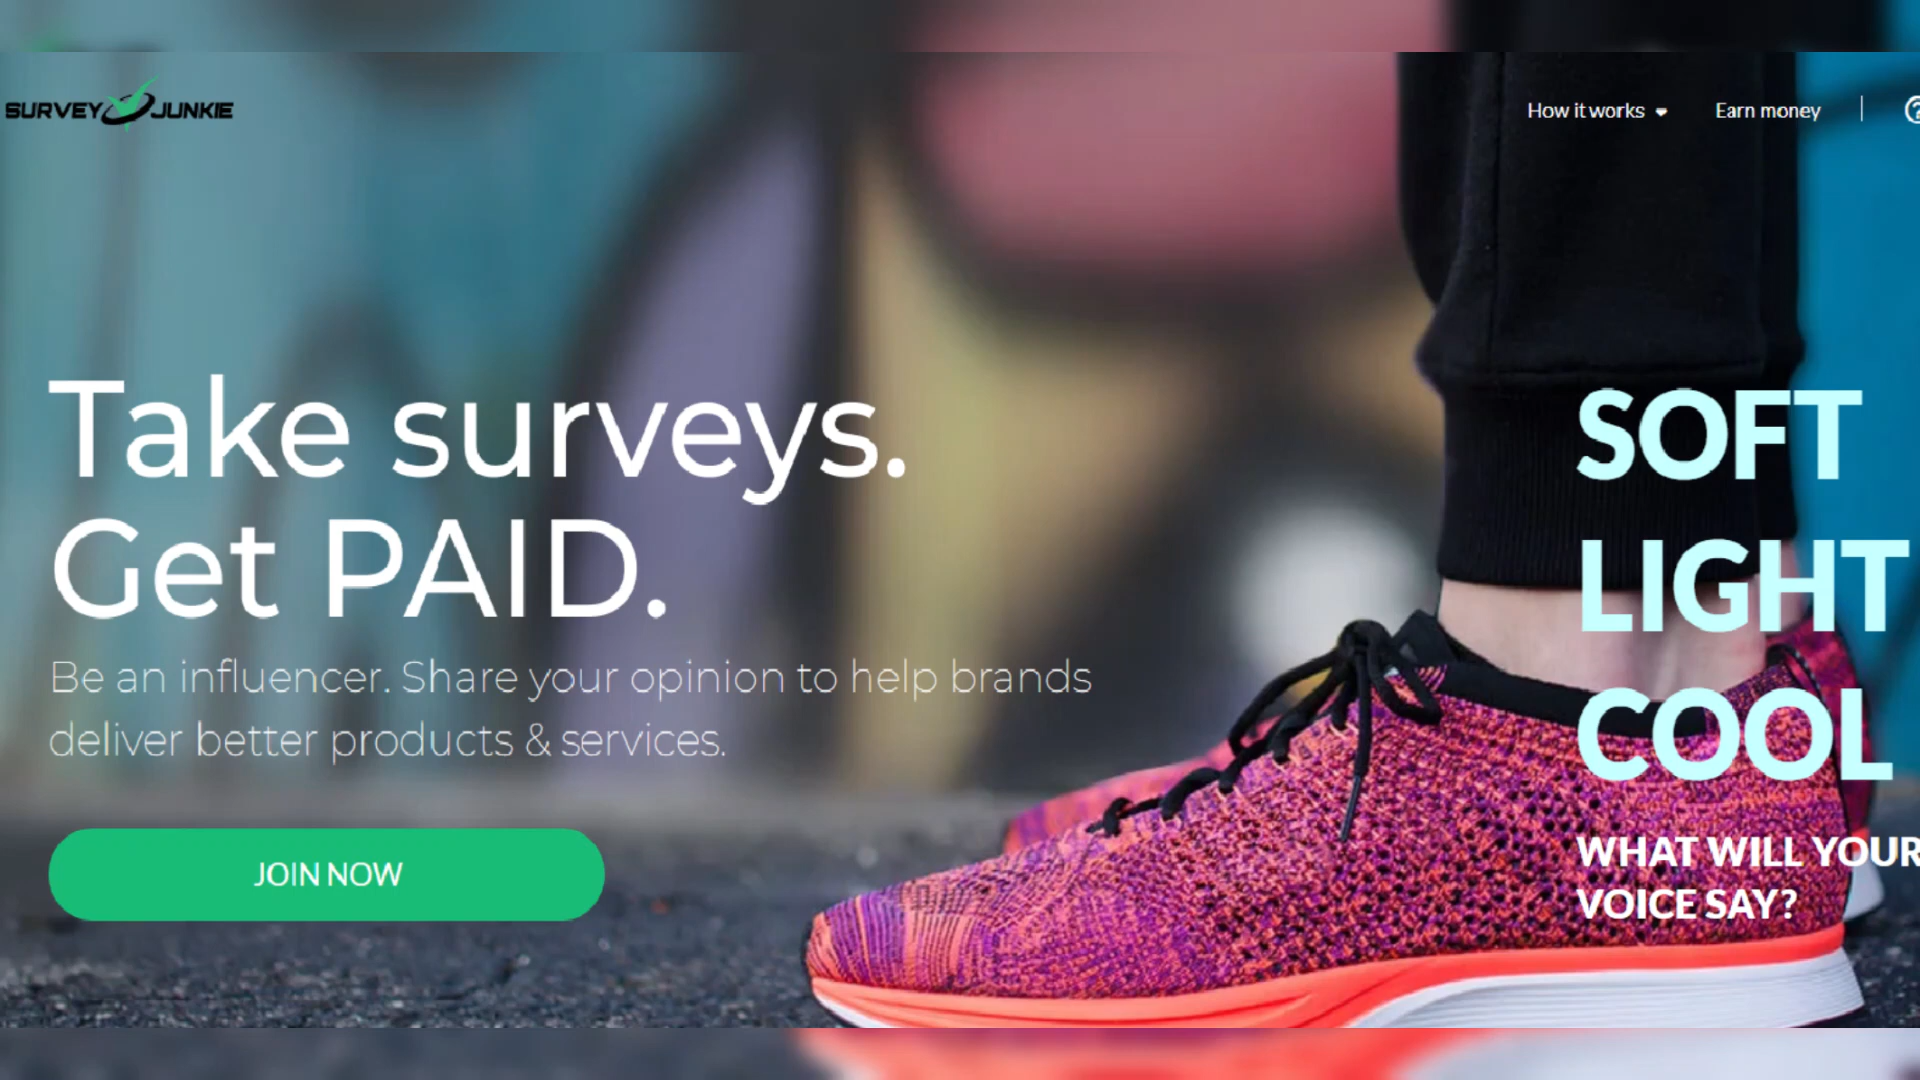 SURVEY JUNKIE
How it works
Earn money
Take surveys.
Get PAID.
Be an influencer. Share your opinion to help brands
deliver better products & services.
JOIN NOW
SOFT
LIGHT
COOL
WHAT WILL YOUR
VOICE SAY?